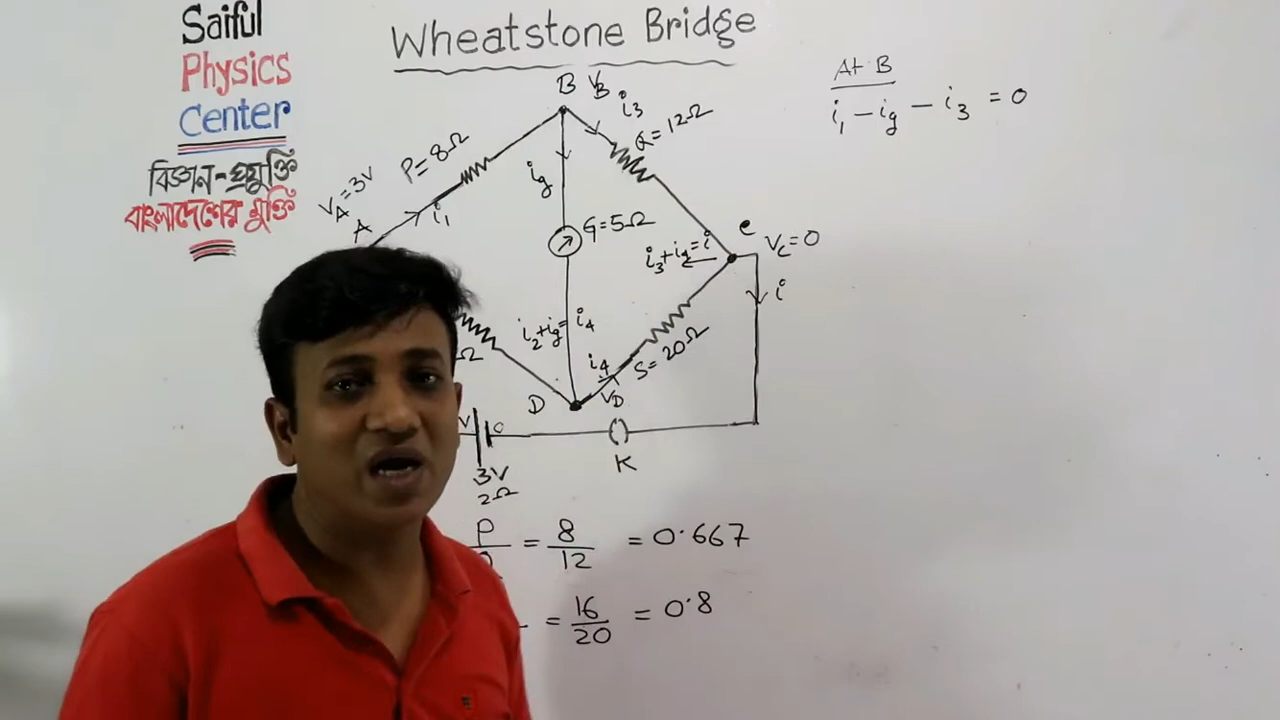 Saiful
Physics
Center
বিজ্ঞান-প্রযুক্তি
বাংলাদেশের মুক্তি
Wheatstone Bridge
At B
i₁ - ig - i₃ = 0
B VB
i₃
Q = 12Ω
P = 8Ω
VA = 3V
A
i₁
ig
G = 5Ω
C
VC = 0
i₃ + ig = i
i
i₂ + ig = i₄
i₄
S = 20Ω
Ω
D
VD
V
0
K
3V
2Ω
P = 8/12 = 0.667
= 16/20 = 0.8